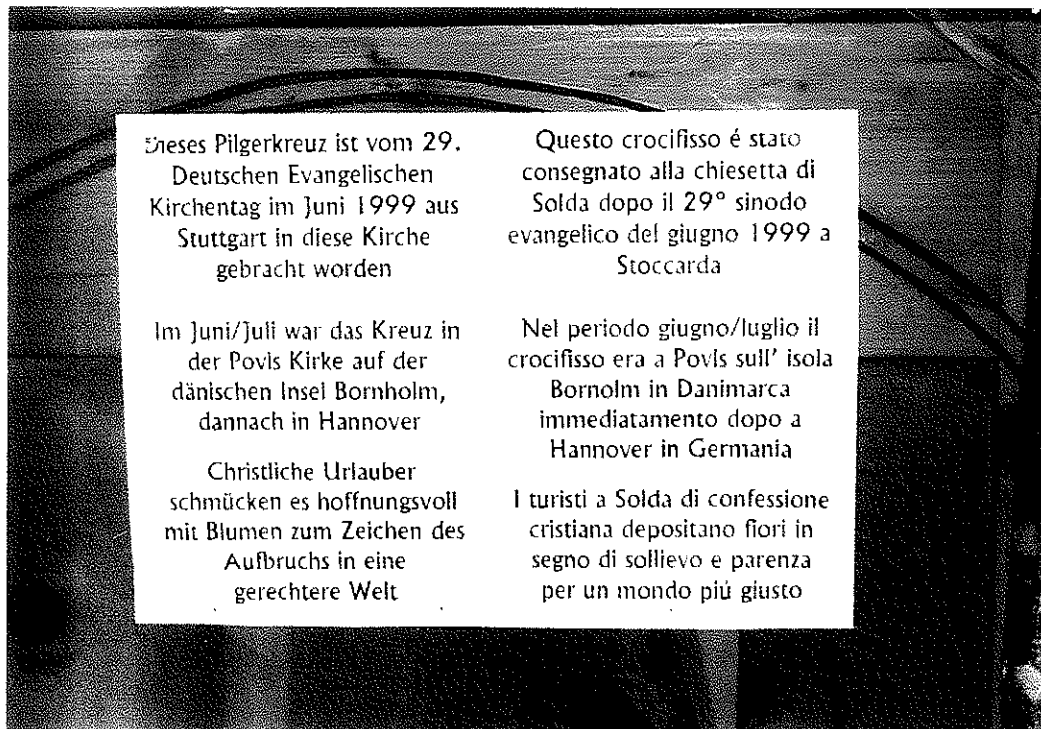 Dieses Pilgerkreuz ist vom 29.
Deutschen Evangelischen
Kirchentag im Juni 1999 aus
Stuttgart in diese Kirche
gebracht worden
Im Juni/Juli war das Kreuz in
der Povls Kirke auf der
dänischen Insel Bornholm,
dannach in Hannover
Christliche Urlauber
schmücken es hoffnungsvoll
mit Blumen zum Zeichen des
Aufbruchs in eine
gerechtere Welt
Questo crocifisso é stato
consegnato alla chiesetta di
Solda dopo il 29° sinodo
evangelico del giugno 1999 a
Stoccarda
Nel periodo giugno/luglio il
crocifisso era a Povls sull' isola
Bornolm in Danimarca
immediatamento dopo a
Hannover in Germania
I turisti a Solda di confessione
cristiana depositano fiori in
segno di sollievo e parenza
per un mondo piú giusto